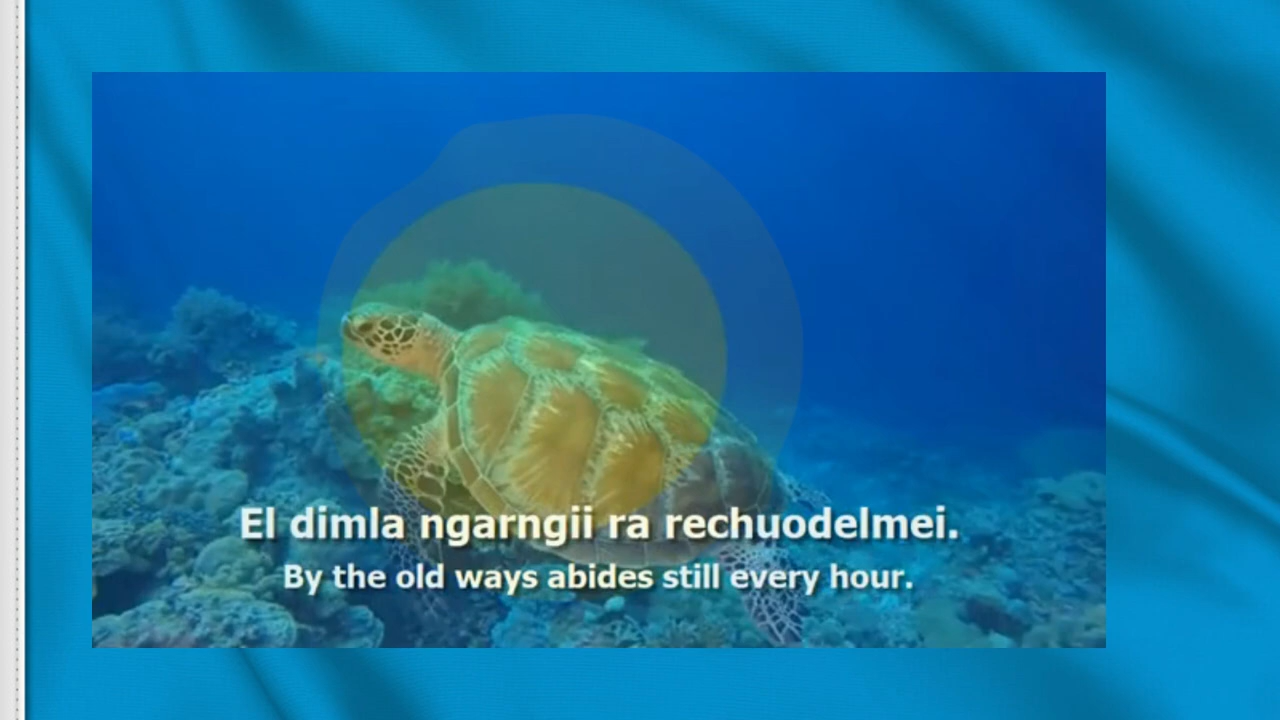 El dimla ngarngii ra rechuodelmei.
By the old ways abides still every hour.